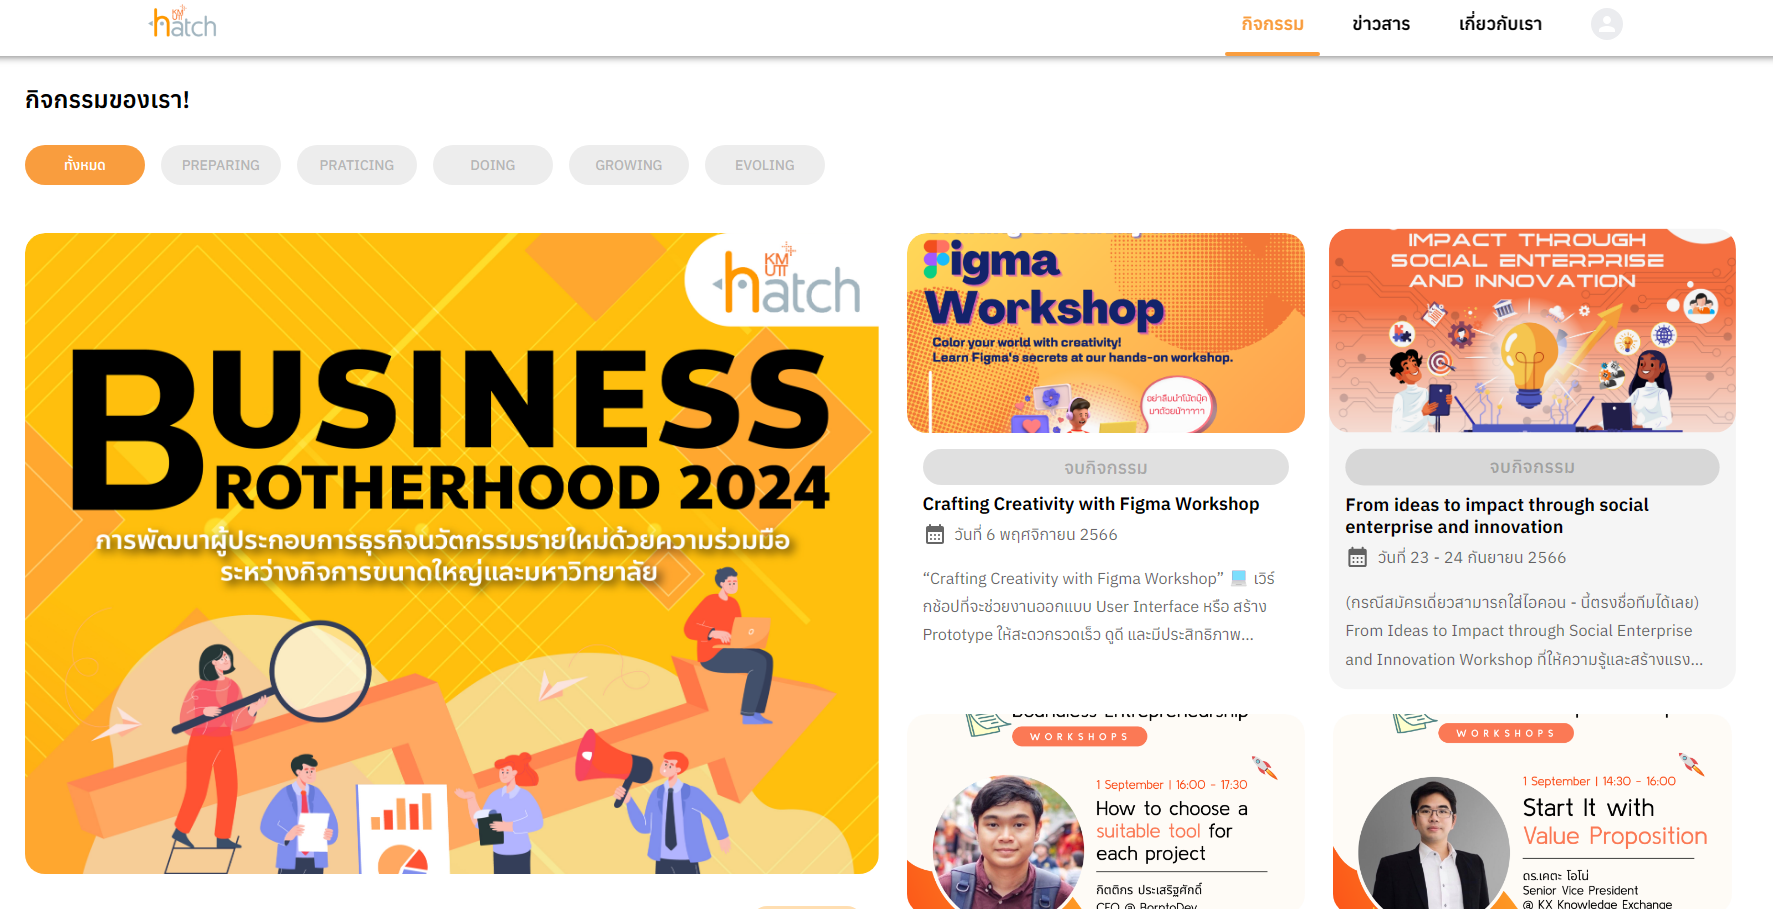 KM
UTT
hatch
กิจกรรม
ข่าวสาร
เกี่ยวกับเรา
กิจกรรมของเรา!
ทั้งหมด
PREPARING
PRATICING
DOING
GROWING
EVOLING
KM
UTT
hatch
BUSINESS
ROTHERHOOD 2024
การพัฒนาผู้ประกอบการธุรกิจนวัตกรรมรายใหม่ด้วยความร่วมมือ
ระหว่างกิจการขนาดใหญ่และมหาวิทยาลัย
Figma
Workshop
Color your world with creativity!
Learn Figma's secrets at our hands-on workshop.
อย่าลืมนำโน้ตบุ๊ค
มาด้วยน้าาาาา
จบกิจกรรม
Crafting Creativity with Figma Workshop
วันที่ 6 พฤศจิกายน 2566
“Crafting Creativity with Figma Workshop” 💻 เวิร์
กช้อปที่จะช่วยงานออกแบบ User Interface หรือ สร้าง
Prototype ให้สะดวกรวดเร็ว ดูดี และมีประสิทธิภาพ...
IMPACT THROUGH
SOCIAL ENTERPRISE
AND INNOVATION
จบกิจกรรม
From ideas to impact through social
enterprise and innovation
วันที่ 23 - 24 กันยายน 2566
(กรณีสมัครเดี่ยวสามารถใส่ไอคอน - นี้ตรงชื่อทีมได้เลย)
From Ideas to Impact through Social Enterprise
and Innovation Workshop ที่ให้ความรู้และสร้างแรง...
Boundless Entrepreneurship
WORKSHOPS
1 September | 16:00 - 17:30
How to choose a
suitable tool for
each project
กิตติกร ประเสริฐศักดิ์
CEO @ BorntoDev
WORKSHOPS
1 September | 14:30 - 16:00
Start It with
Value Proposition
ดร.เคตะ โอโน่
Senior Vice President
@ KX Knowledge Exchange